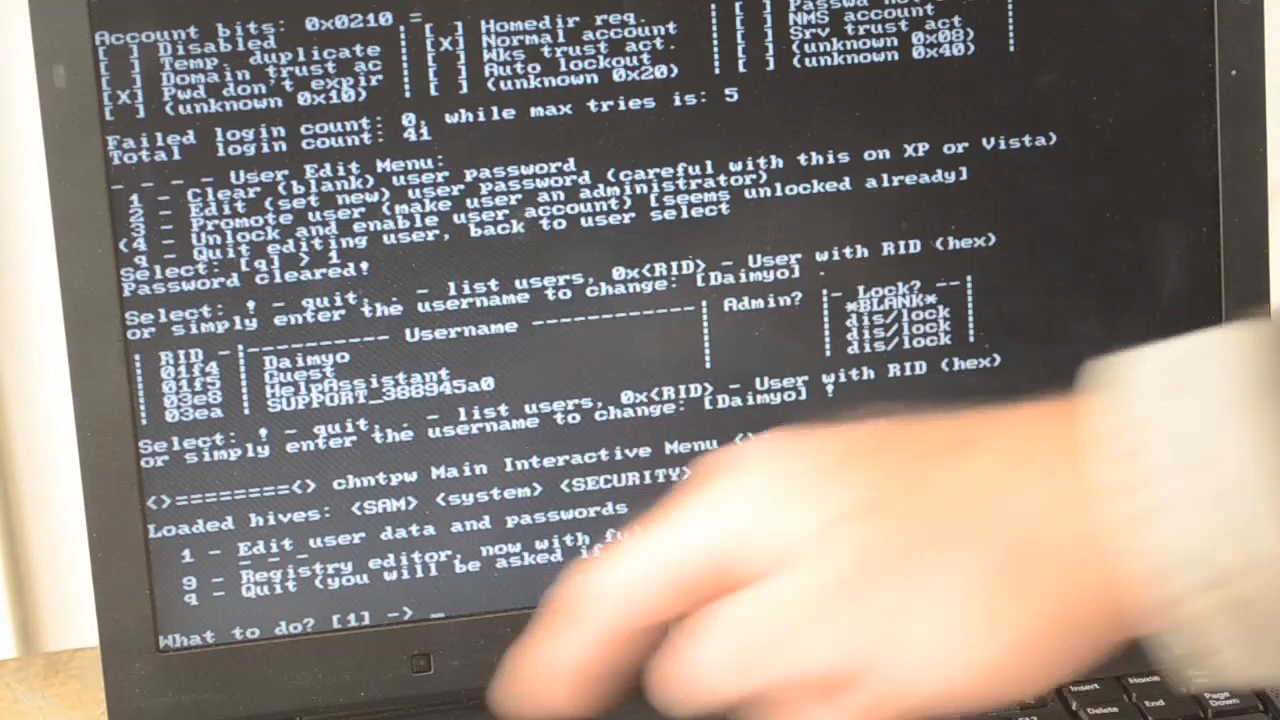 Account bits: 0x0210 =
[ ] Disabled | [ ] Homedir req. | [ ]
[ ] Temp. duplicate | [x] Normal account | [ ] NMS account
[ ] Domain trust ac | [ ] Wks trust act. | [ ] Srv trust act
[x] Pwd don't expir | [ ] Auto lockout | [ ] (unknown 0x08)
[ ] (unknown 0x10) | [ ] (unknown 0x20) | [ ] (unknown 0x40)
Failed login count: 0, while max tries is: 5
Total login count: 41
- - - - User Edit Menu:
1 - Clear (blank) user password
2 - Edit (set new) user password (careful with this on XP or Vista)
3 - Promote user (make user an administrator)
(4 - Unlock and enable user account) [seems unlocked already]
q - Quit editing user, back to user select
Select: [q] > 1
Password cleared!
Select: ! - quit, . - list users, 0x<RID> - User with RID (hex)
or simply enter the username to change: [Daimyo] .
| RID -|---------- Username ------------| Admin? |- Lock? --|
| 01f4 | Daimyo | | *BLANK* |
| 01f5 | Guest | | dis/lock |
| 03e8 | HelpAssistant | | dis/lock |
| 03ea | SUPPORT_388945a0 | | dis/lock |
Select: ! - quit, . - list users, 0x<RID> - User with RID (hex)
or simply enter the username to change: [Daimyo] !
<>========<> chntpw Main Interactive Menu <>
Loaded hives: <SAM> <system> <SECURITY>
1 - Edit user data and passwords
- - -
9 - Registry editor, now with
q - Quit (you will be asked if
What to do? [1] -> _
Insert
Home
Delete
End
Page Down